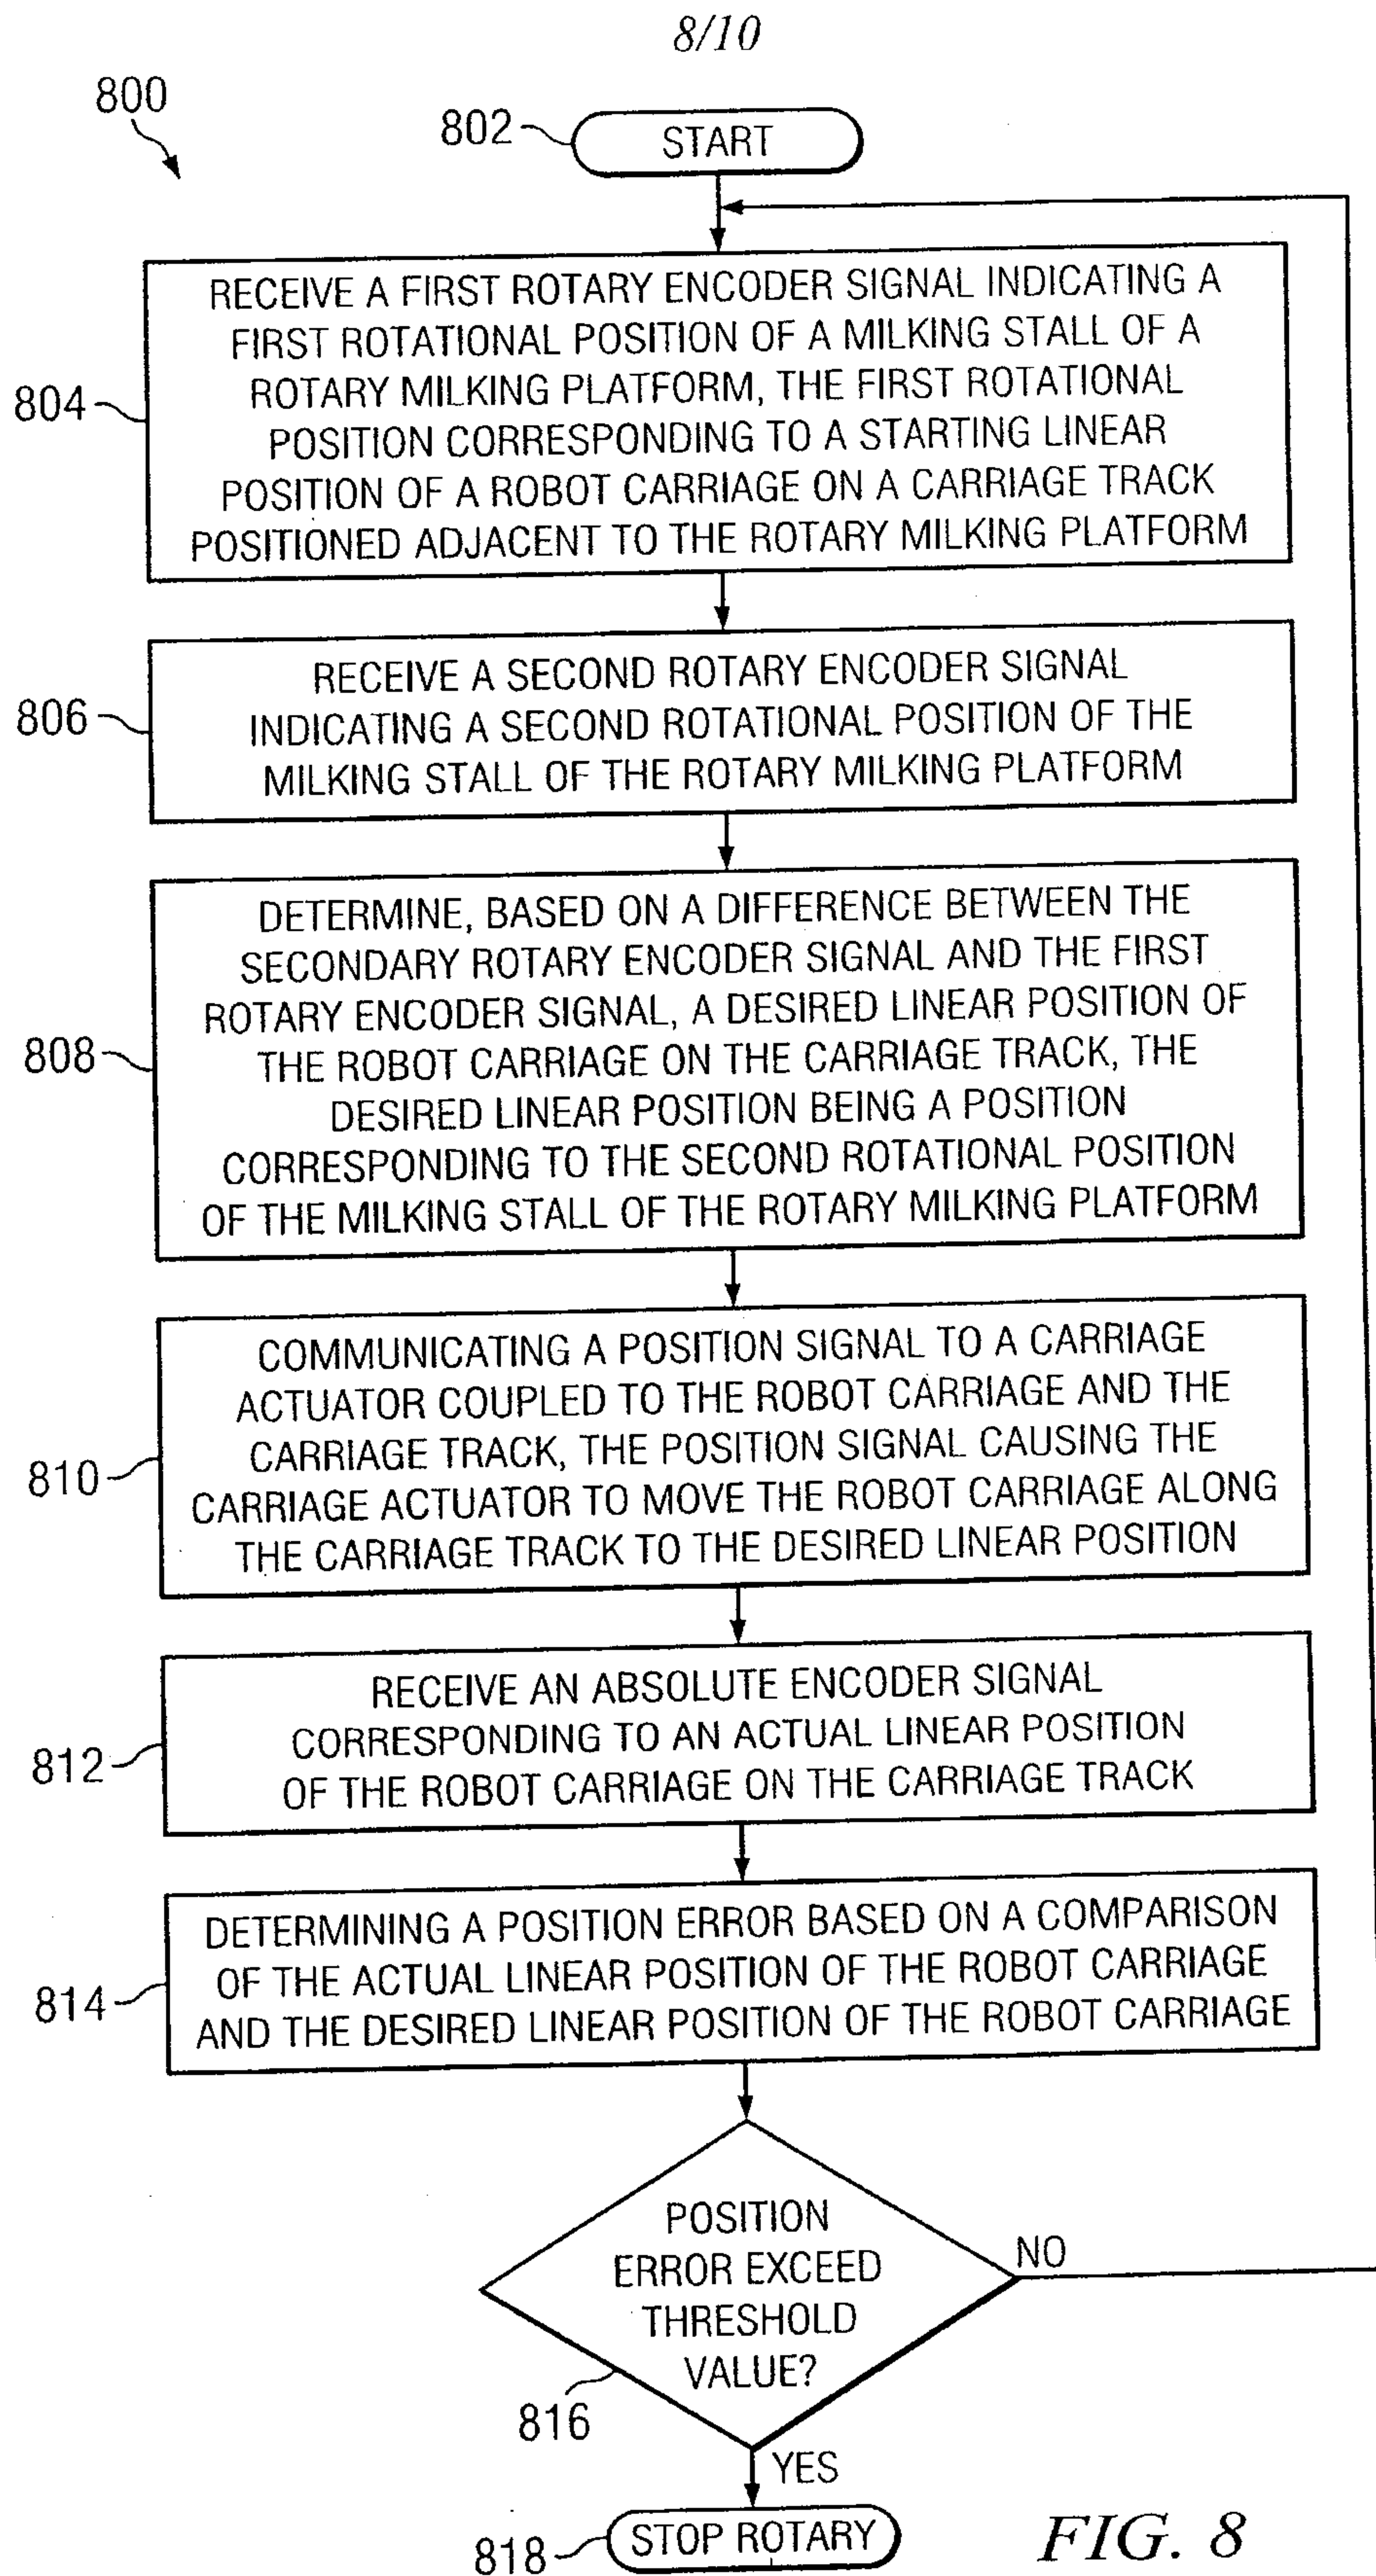 8/10
800
802
START
804
RECEIVE A FIRST ROTARY ENCODER SIGNAL INDICATING A
FIRST ROTATIONAL POSITION OF A MILKING STALL OF A
ROTARY MILKING PLATFORM, THE FIRST ROTATIONAL
POSITION CORRESPONDING TO A STARTING LINEAR
POSITION OF A ROBOT CARRIAGE ON A CARRIAGE TRACK
POSITIONED ADJACENT TO THE ROTARY MILKING PLATFORM
806
RECEIVE A SECOND ROTARY ENCODER SIGNAL
INDICATING A SECOND ROTATIONAL POSITION OF THE
MILKING STALL OF THE ROTARY MILKING PLATFORM
808
DETERMINE, BASED ON A DIFFERENCE BETWEEN THE
SECONDARY ROTARY ENCODER SIGNAL AND THE FIRST
ROTARY ENCODER SIGNAL, A DESIRED LINEAR POSITION OF
THE ROBOT CARRIAGE ON THE CARRIAGE TRACK, THE
DESIRED LINEAR POSITION BEING A POSITION
CORRESPONDING TO THE SECOND ROTATIONAL POSITION
OF THE MILKING STALL OF THE ROTARY MILKING PLATFORM
810
COMMUNICATING A POSITION SIGNAL TO A CARRIAGE
ACTUATOR COUPLED TO THE ROBOT CARRIAGE AND THE
CARRIAGE TRACK, THE POSITION SIGNAL CAUSING THE
CARRIAGE ACTUATOR TO MOVE THE ROBOT CARRIAGE ALONG
THE CARRIAGE TRACK TO THE DESIRED LINEAR POSITION
812
RECEIVE AN ABSOLUTE ENCODER SIGNAL
CORRESPONDING TO AN ACTUAL LINEAR POSITION
OF THE ROBOT CARRIAGE ON THE CARRIAGE TRACK
814
DETERMINING A POSITION ERROR BASED ON A COMPARISON
OF THE ACTUAL LINEAR POSITION OF THE ROBOT CARRIAGE
AND THE DESIRED LINEAR POSITION OF THE ROBOT CARRIAGE
POSITION
ERROR EXCEED
THRESHOLD
VALUE?
NO
816
YES
818
STOP ROTARY
FIG. 8